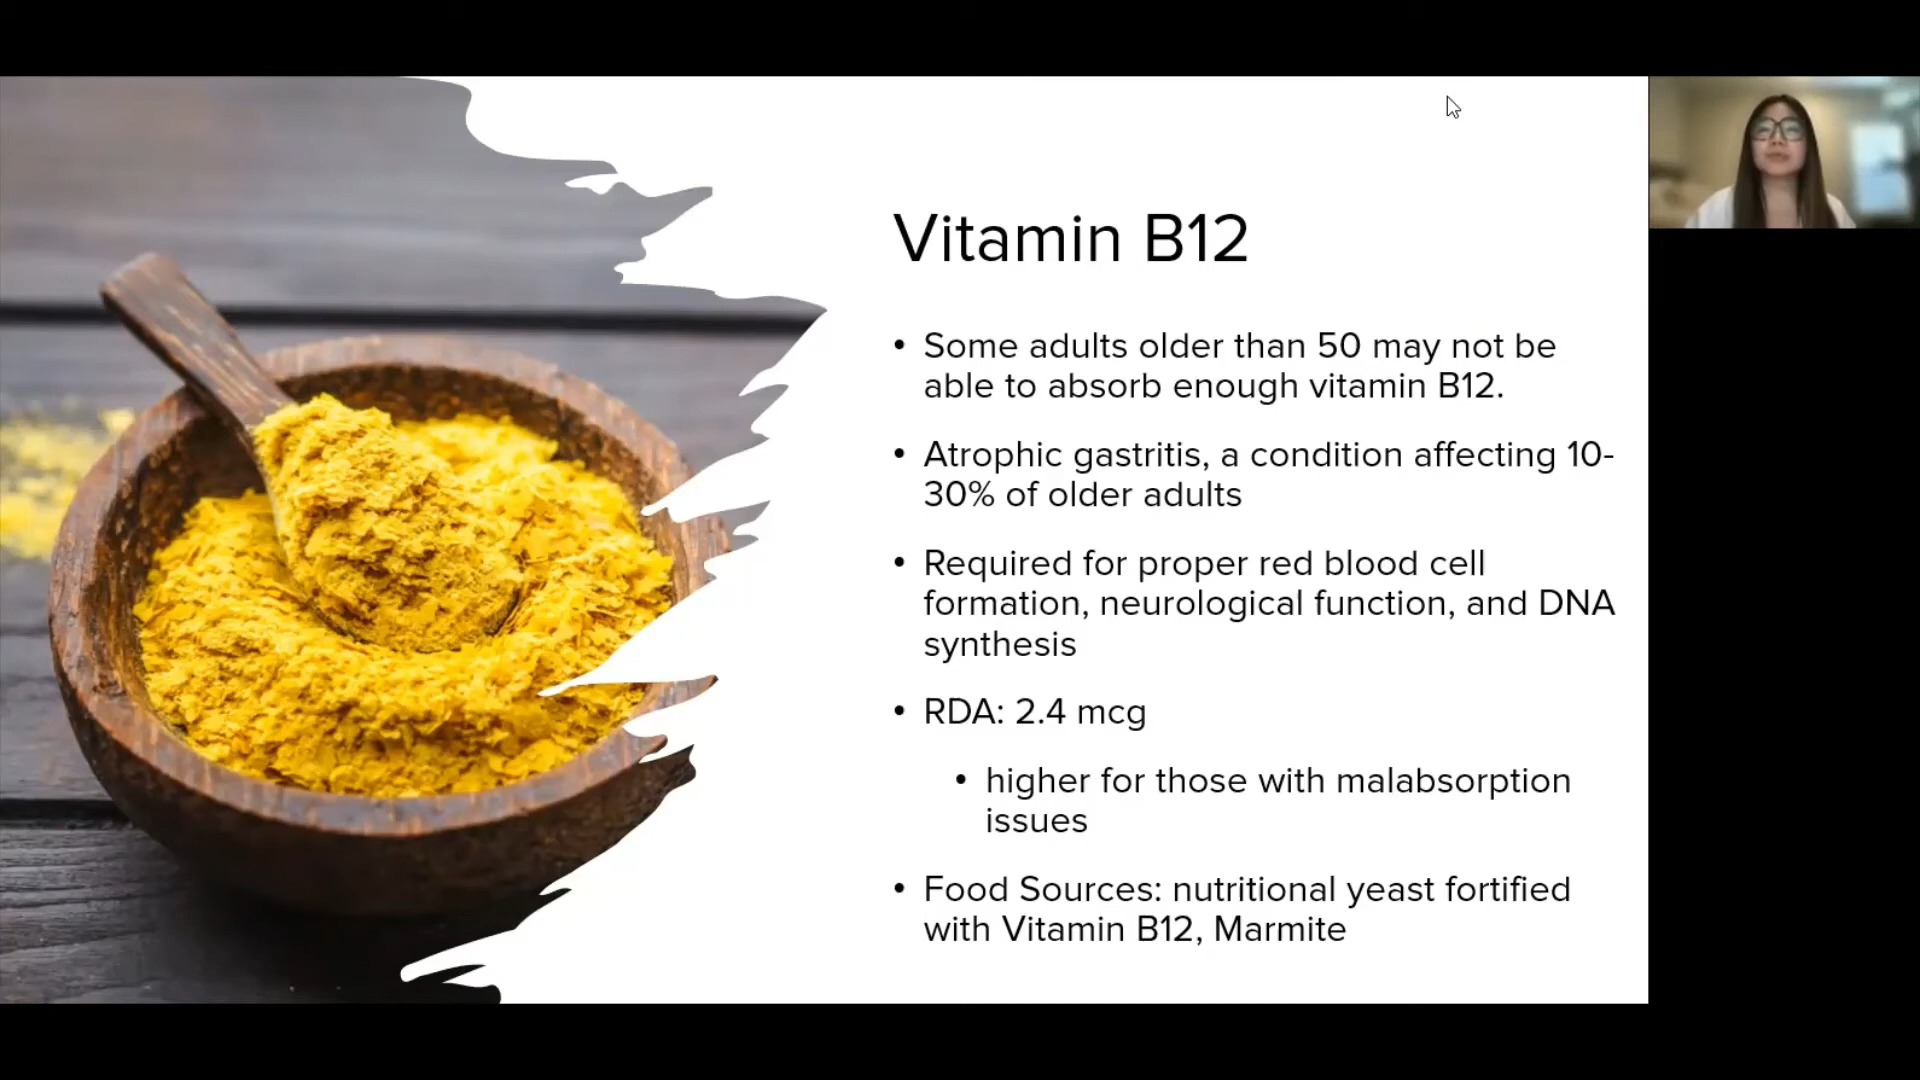 Vitamin B12
• Some adults older than 50 may not be
able to absorb enough vitamin B12.
• Atrophic gastritis, a condition affecting 10-
30% of older adults
• Required for proper red blood cell
formation, neurological function, and DNA
synthesis
• RDA: 2.4 mcg
• higher for those with malabsorption
issues
• Food Sources: nutritional yeast fortified
with Vitamin B12, Marmite